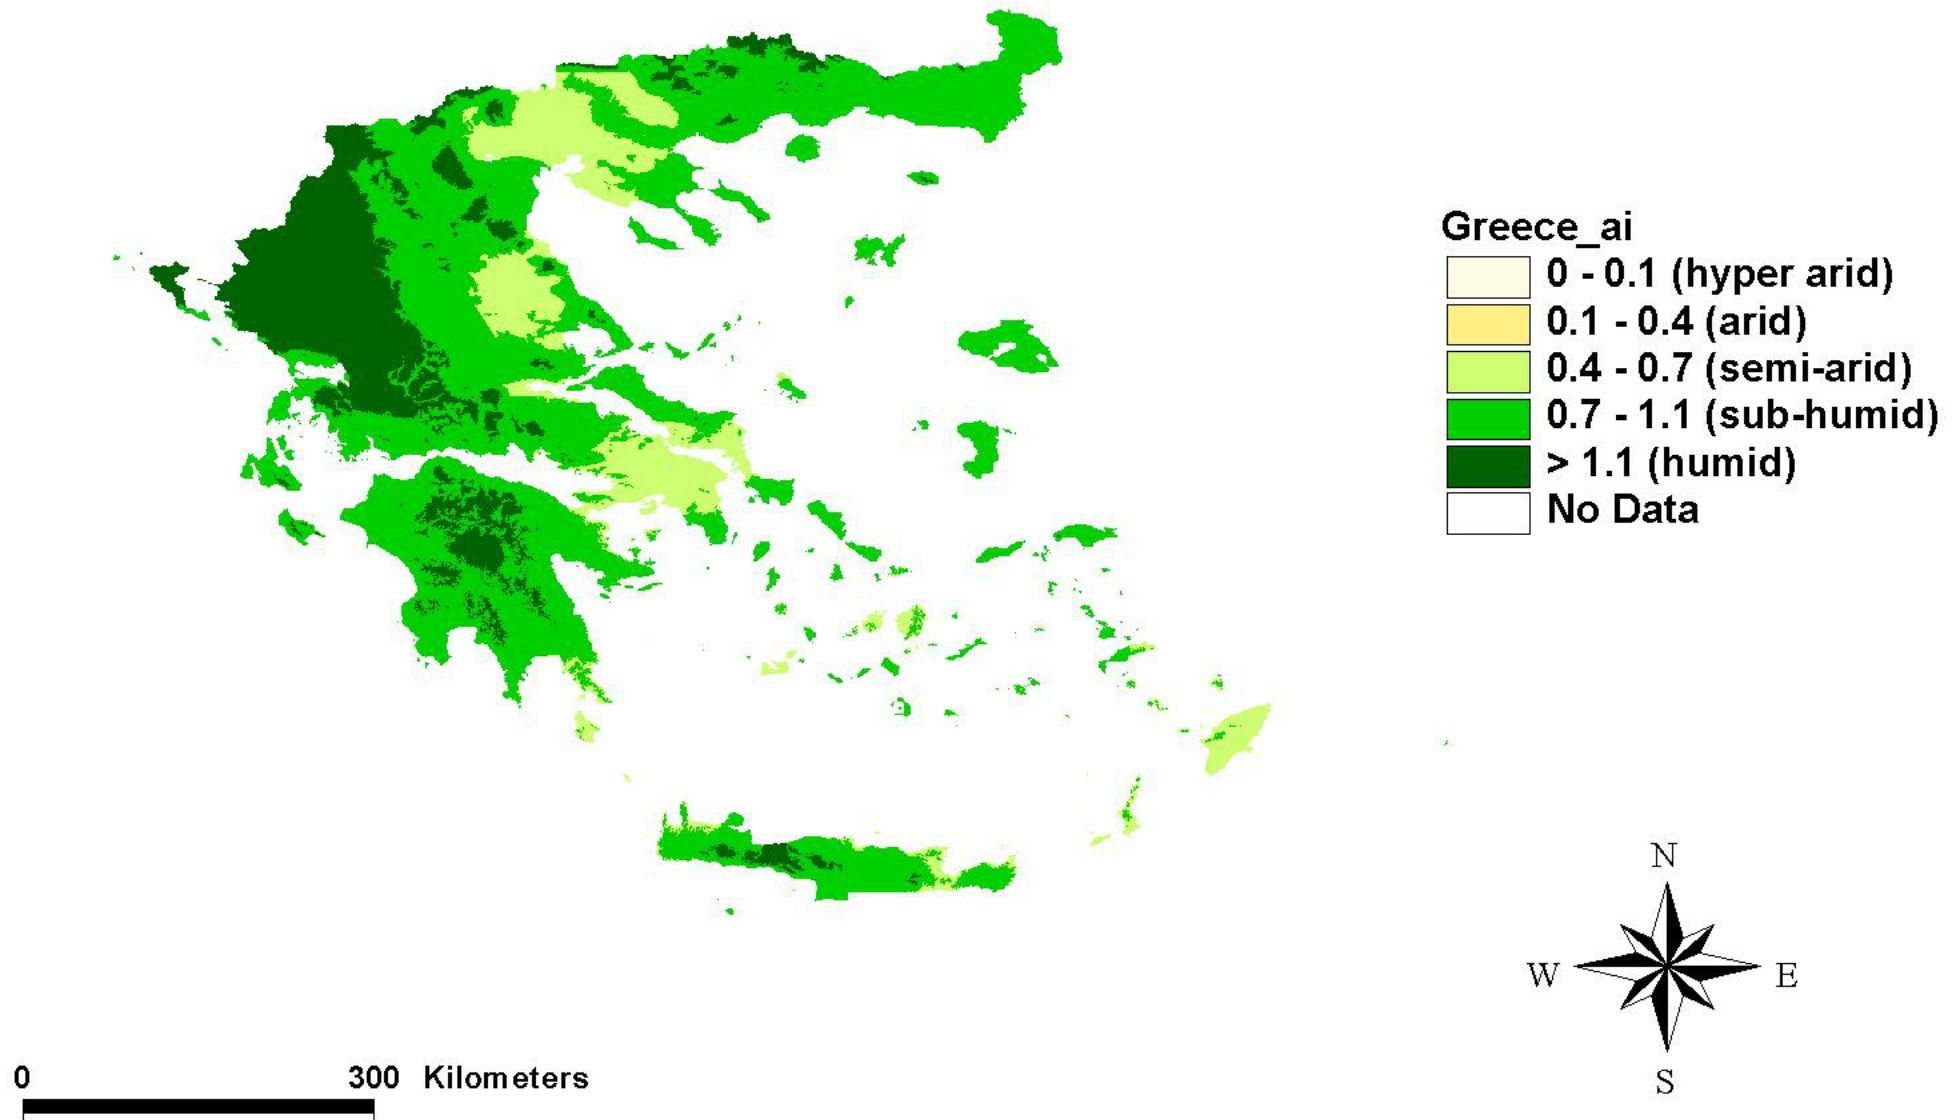 Greece_ai
0 - 0.1 (hyper arid)
0.1 - 0.4 (arid)
0.4 - 0.7 (semi-arid)
0.7 - 1.1 (sub-humid)
> 1.1 (humid)
No Data
N
W E
S
0 300 Kilometers